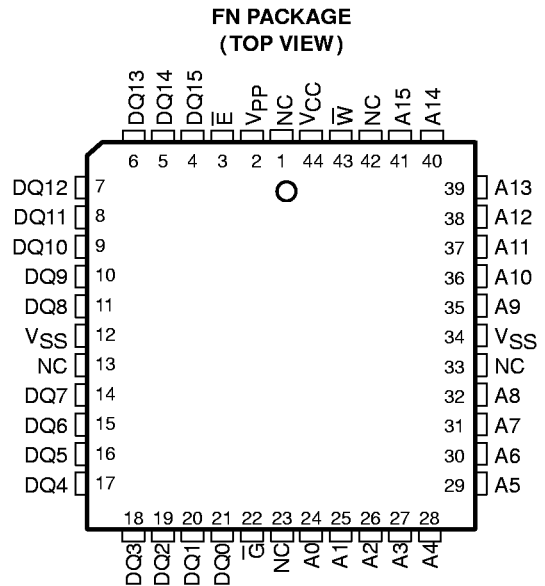 FN PACKAGE
(TOP VIEW)
DQ13 DQ14 DQ15 E̅ VPP NC VCC W̅ NC A15 A14
6 5 4 3 2 1 44 43 42 41 40
DQ12 7 39 A13
DQ11 8 38 A12
DQ10 9 37 A11
DQ9 10 36 A10
DQ8 11 35 A9
VSS 12 34 VSS
NC 13 33 NC
DQ7 14 32 A8
DQ6 15 31 A7
DQ5 16 30 A6
DQ4 17 29 A5
18 19 20 21 22 23 24 25 26 27 28
DQ3 DQ2 DQ1 DQ0 G̅ NC A0 A1 A2 A3 A4